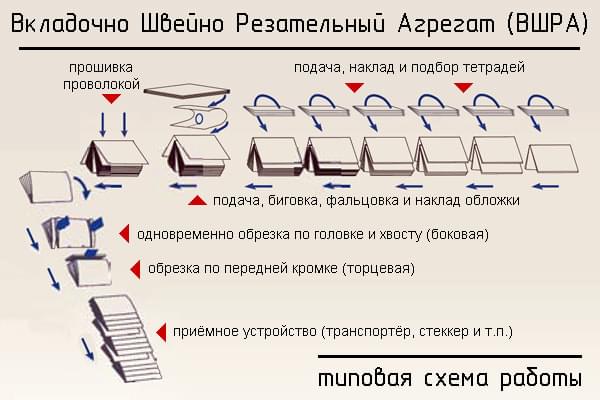 Вкладочно Швейно Резательный Агрегат (ВШРА)
прошивка
проволокой
подача, наклад и подбор тетрадей
подача, биговка, фальцовка и наклад обложки
одновременно обрезка по головке и хвосту (боковая)
обрезка по передней кромке (торцевая)
приёмное устройство (транспортёр, стеккер и т.п.)
типовая схема работы